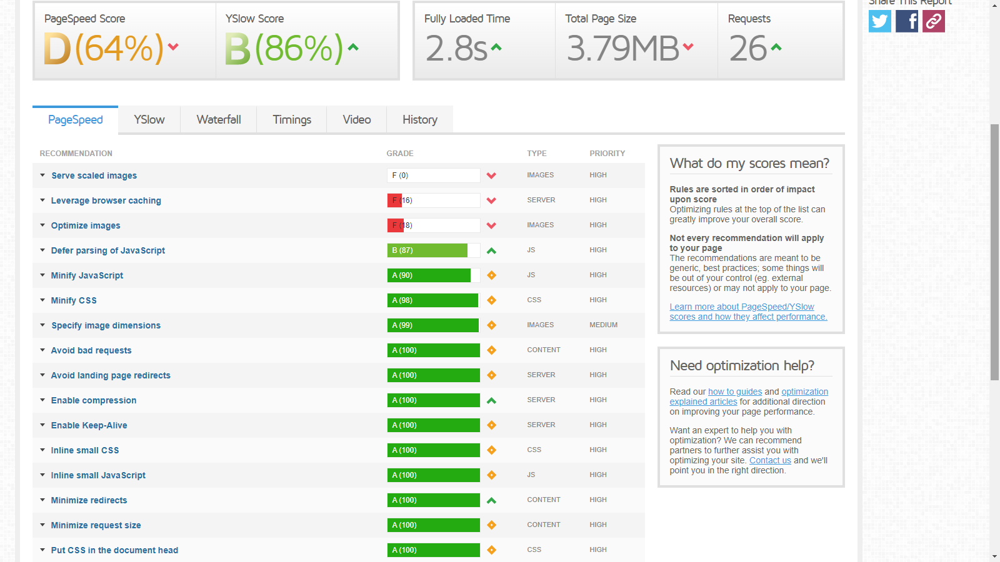 Share This Report
PageSpeed Score
YSlow Score
Fully Loaded Time
Total Page Size
Requests
D(64%)
B(86%)
2.8s
3.79MB
26
PageSpeed
YSlow
Waterfall
Timings
Video
History
RECOMMENDATION GRADE TYPE PRIORITY
Serve scaled images F (0) IMAGES HIGH
Leverage browser caching F (16) SERVER HIGH
Optimize images F (18) IMAGES HIGH
Defer parsing of JavaScript B (87) JS HIGH
Minify JavaScript A (90) JS HIGH
Minify CSS A (98) CSS HIGH
Specify image dimensions A (99) IMAGES MEDIUM
Avoid bad requests A (100) CONTENT HIGH
Avoid landing page redirects A (100) SERVER HIGH
Enable compression A (100) SERVER HIGH
Enable Keep-Alive A (100) SERVER HIGH
Inline small CSS A (100) CSS HIGH
Inline small JavaScript A (100) JS HIGH
Minimize redirects A (100) CONTENT HIGH
Minimize request size A (100) CONTENT HIGH
Put CSS in the document head A (100) CSS HIGH
What do my scores mean?
Rules are sorted in order of impact
upon score
Optimizing rules at the top of the list can
greatly improve your overall score.
Not every recommendation will apply
to your page
The recommendations are meant to be
generic, best practices; some things will
be out of your control (eg. external
resources) or may not apply to your page.
Learn more about PageSpeed/YSlow
scores and how they affect performance.
Need optimization help?
Read our how to guides and optimization
explained articles for additional direction
on improving your page performance.
Want an expert to help you with
optimization? We can recommend
partners to further assist you with
optimizing your site. Contact us and we'll
point you in the right direction.